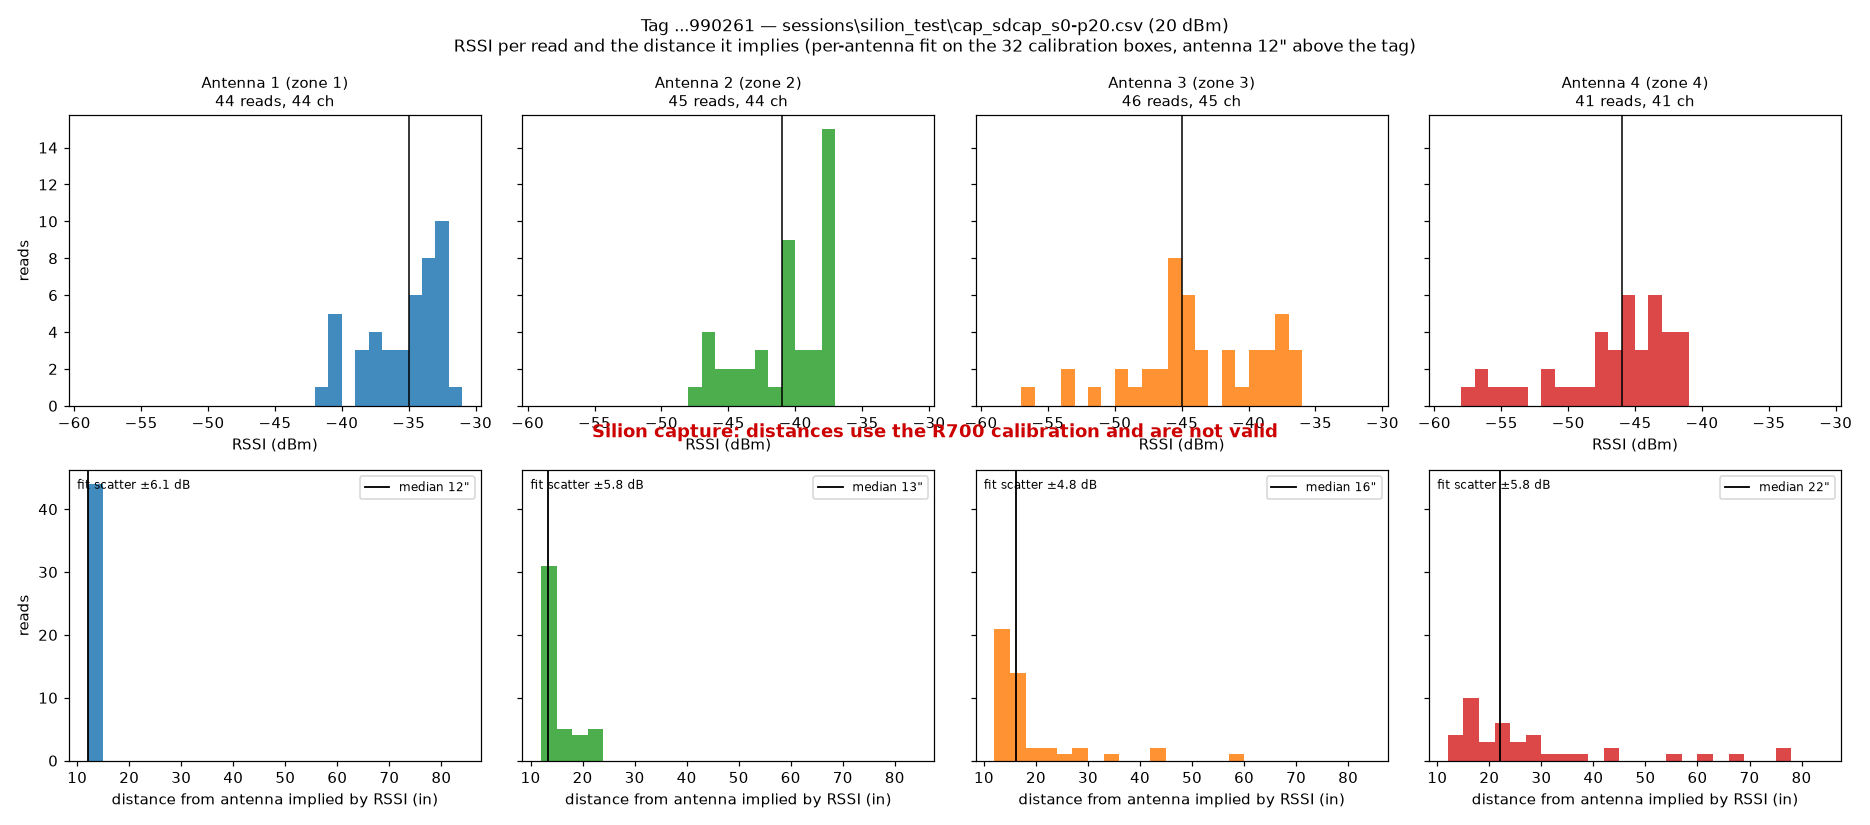 Tag ...990261 — sessions\silion_test\cap_sdcap_s0-p20.csv (20 dBm)
RSSI per read and the distance it implies (per-antenna fit on the 32 calibration boxes, antenna 12" above the tag)
Antenna 1 (zone 1)
44 reads, 44 ch
Antenna 2 (zone 2)
45 reads, 44 ch
Antenna 3 (zone 3)
46 reads, 45 ch
Antenna 4 (zone 4)
41 reads, 41 ch
reads
14
12
10
8
6
4
2
0
−60 −55 −50 −45 −40 −35 −30
−60 −55 −50 −45 −40 −35 −30
−60 −55 −50 −45 −40 −35 −30
−60 −55 −50 −45 −40 −35 −30
Silion capture: distances use the R700 calibration and are not valid
RSSI (dBm)
RSSI (dBm)
RSSI (dBm)
RSSI (dBm)
fit scatter ±6.1 dB
median 12"
fit scatter ±5.8 dB
median 13"
fit scatter ±4.8 dB
median 16"
fit scatter ±5.8 dB
median 22"
reads
40
30
20
10
0
10 20 30 40 50 60 70 80
10 20 30 40 50 60 70 80
10 20 30 40 50 60 70 80
10 20 30 40 50 60 70 80
distance from antenna implied by RSSI (in)
distance from antenna implied by RSSI (in)
distance from antenna implied by RSSI (in)
distance from antenna implied by RSSI (in)